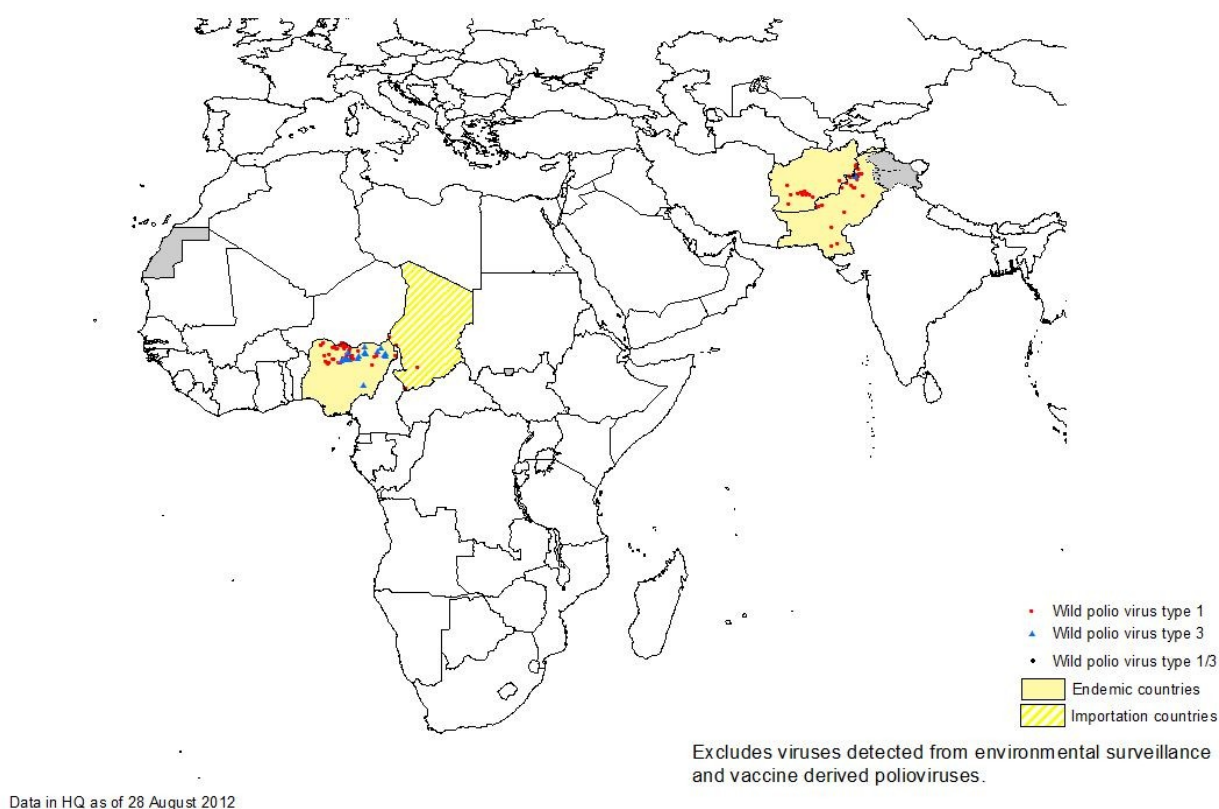 Wild polio virus type 1
Wild polio virus type 3
Wild polio virus type 1/3
Endemic countries
Importation countries
Excludes viruses detected from environmental surveillance
and vaccine derived polioviruses.
Data in HQ as of 28 August 2012